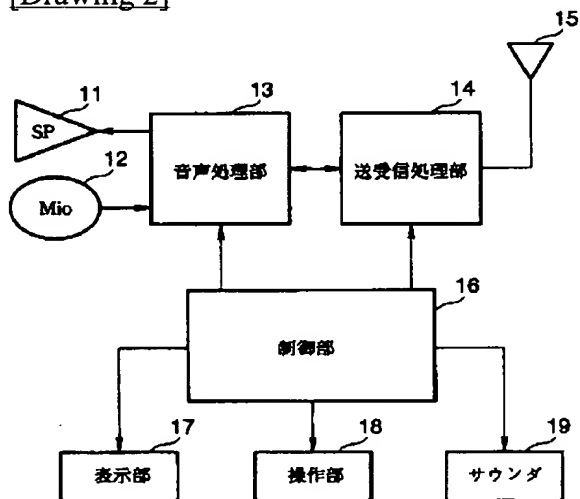 [Drawing 2]
15
11
13
14
SP
12
音声処理部
送受信処理部
Mio
16
制御部
17
18
19
表示部
操作部
サウンダ